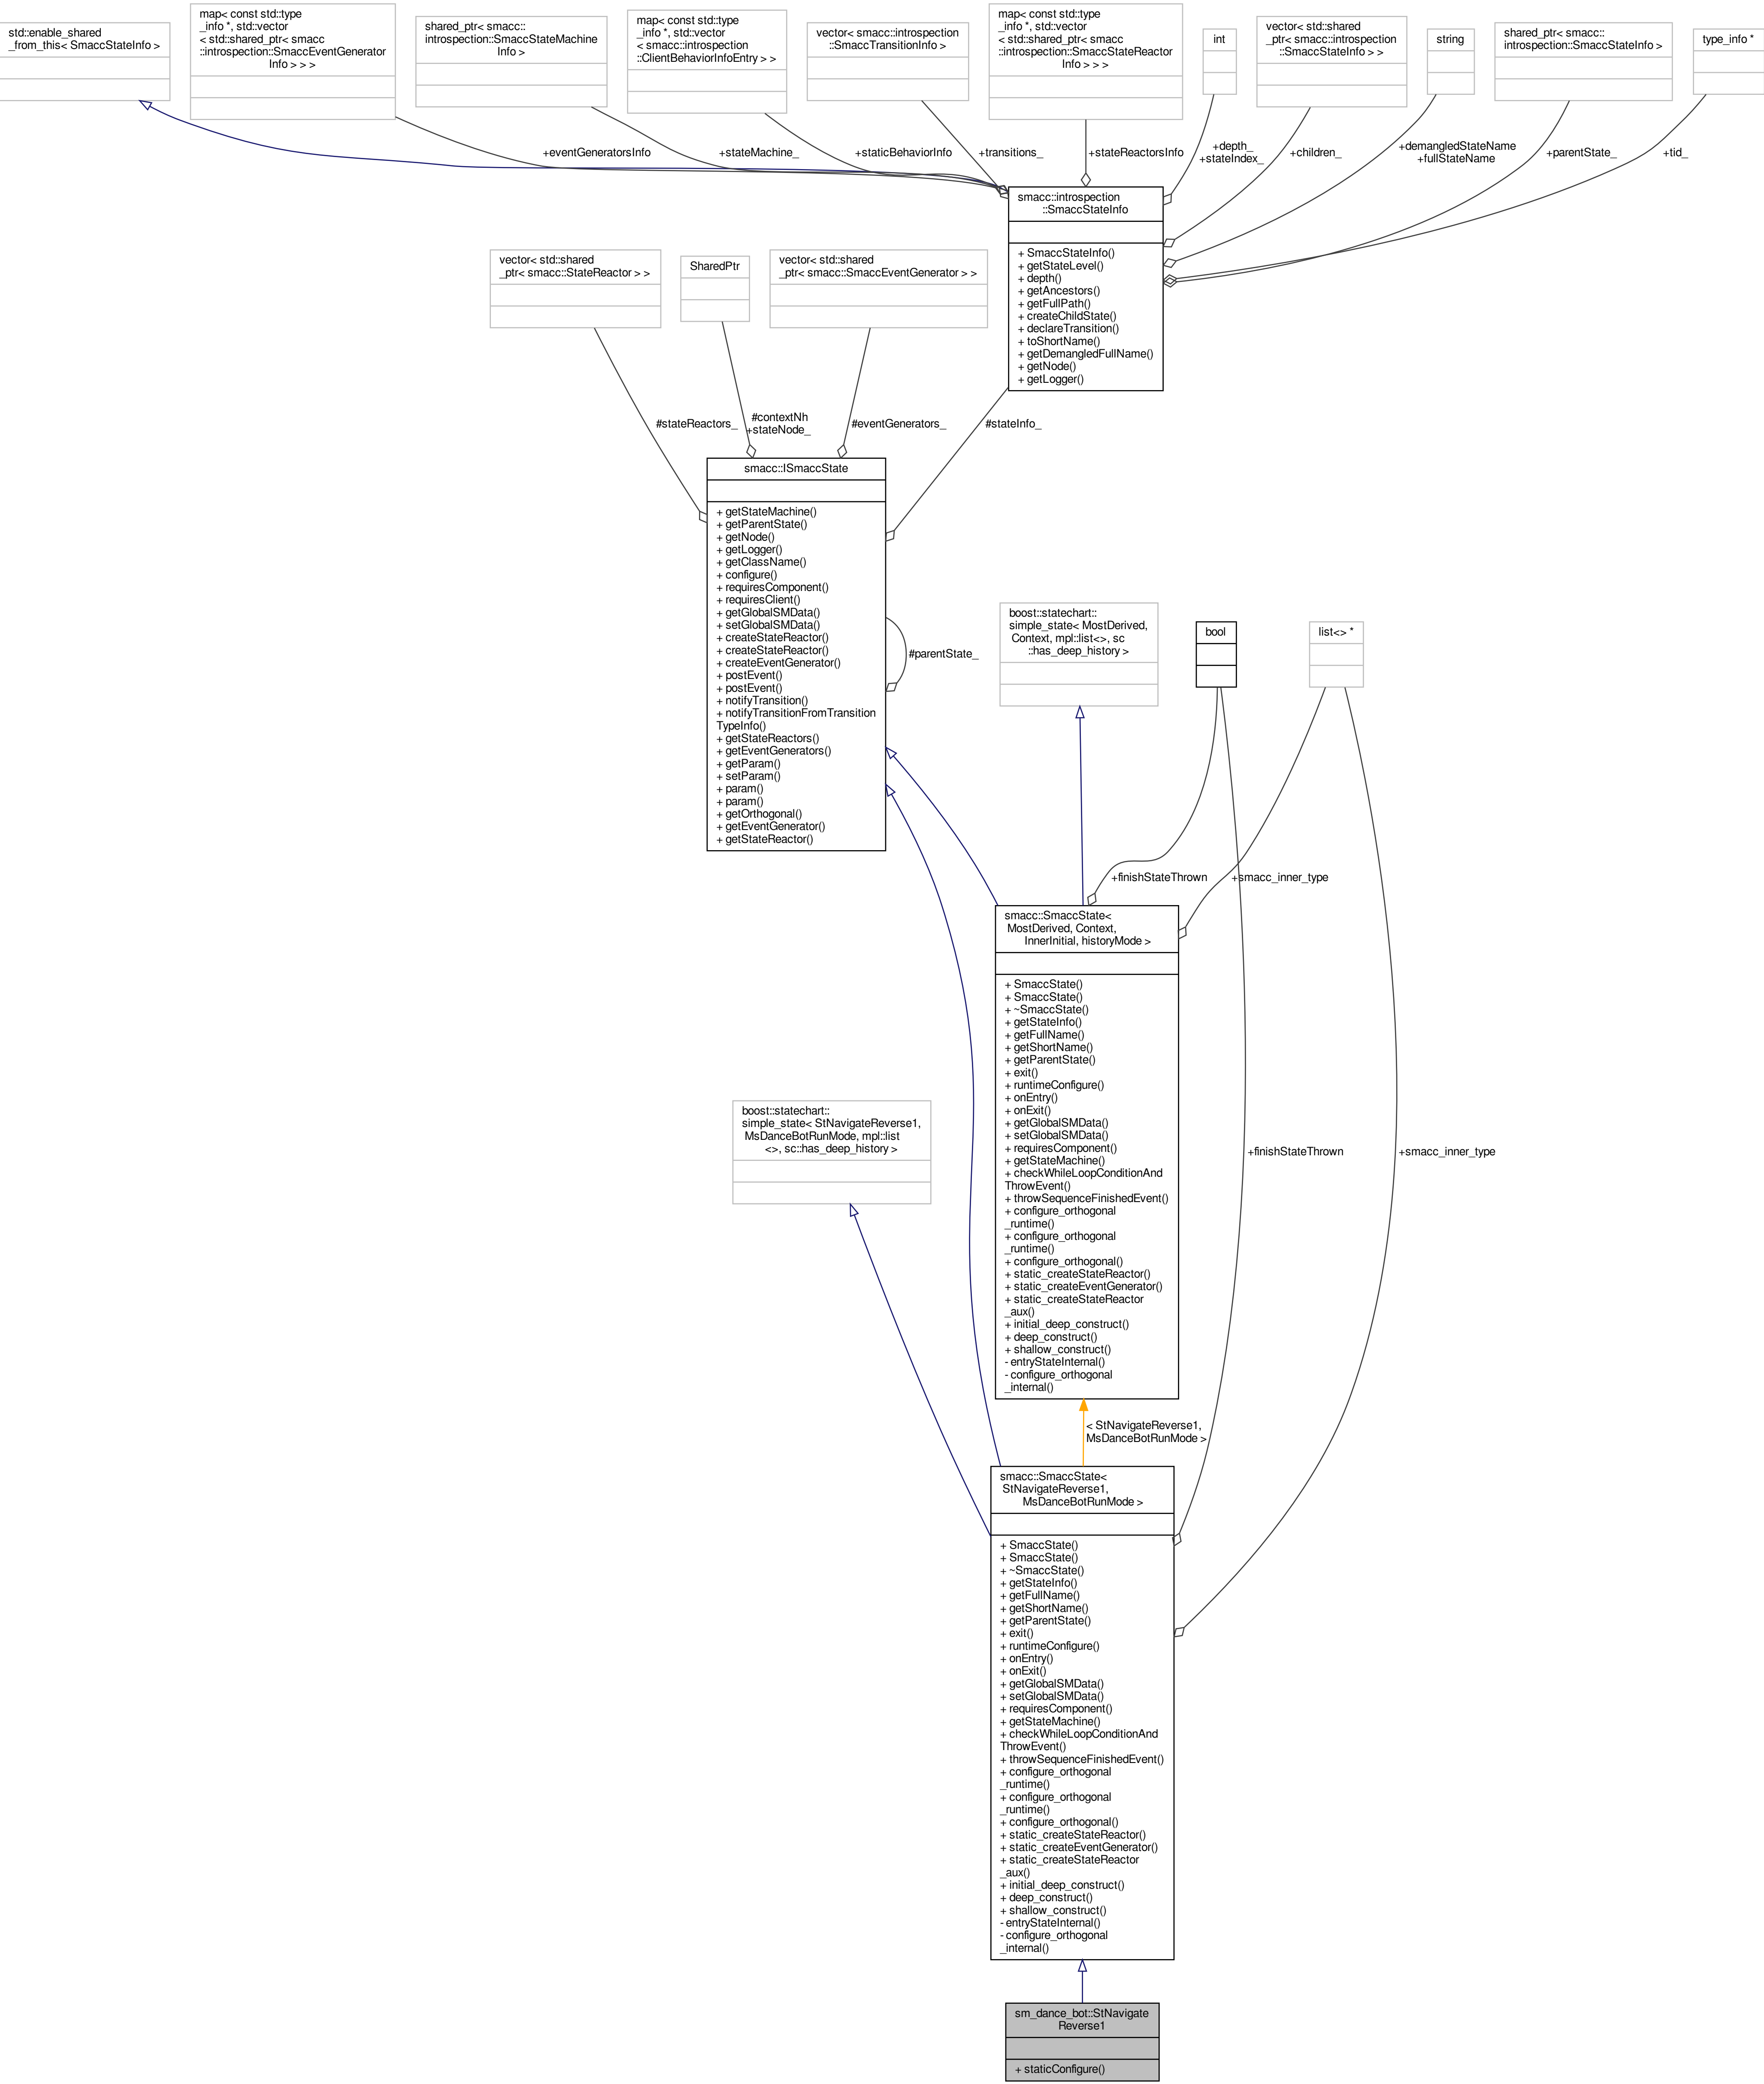 std::enable_shared
_from_this< SmaccStateInfo >
map< const std::type
_info *, std::vector
< std::shared_ptr< smacc
::introspection::SmaccEventGenerator
Info > > >
shared_ptr< smacc::
introspection::SmaccStateMachine
Info >
map< const std::type
_info *, std::vector
< smacc::introspection
::ClientBehaviorInfoEntry > >
vector< smacc::introspection
::SmaccTransitionInfo >
map< const std::type
_info *, std::vector
< std::shared_ptr< smacc
::introspection::SmaccStateReactor
Info > > >
int
vector< std::shared
_ptr< smacc::introspection
::SmaccStateInfo > >
string
shared_ptr< smacc::
introspection::SmaccStateInfo >
type_info *
+eventGeneratorsInfo
+stateMachine_
+staticBehaviorInfo
+transitions_
+stateReactorsInfo
+depth_
+stateIndex_
+children_
+demangledStateName
+fullStateName
+parentState_
+tid_
smacc::introspection
::SmaccStateInfo
+ SmaccStateInfo()
+ getStateLevel()
+ depth()
+ getAncestors()
+ getFullPath()
+ createChildState()
+ declareTransition()
+ toShortName()
+ getDemangledFullName()
+ getNode()
+ getLogger()
vector< std::shared
_ptr< smacc::StateReactor > >
SharedPtr
vector< std::shared
_ptr< smacc::SmaccEventGenerator > >
#stateReactors_
#contextNh
+stateNode_
#eventGenerators_
#stateInfo_
smacc::ISmaccState
+ getStateMachine()
+ getParentState()
+ getNode()
+ getLogger()
+ getClassName()
+ configure()
+ requiresComponent()
+ requiresClient()
+ getGlobalSMData()
+ setGlobalSMData()
+ createStateReactor()
+ createStateReactor()
+ createEventGenerator()
+ postEvent()
+ postEvent()
+ notifyTransition()
+ notifyTransitionFromTransition
TypeInfo()
+ getStateReactors()
+ getEventGenerators()
+ getParam()
+ setParam()
+ param()
+ param()
+ getOrthogonal()
+ getEventGenerator()
+ getStateReactor()
#parentState_
boost::statechart::
simple_state< MostDerived,
Context, mpl::list<>, sc
::has_deep_history >
bool
list<> *
+finishStateThrown
+smacc_inner_type
smacc::SmaccState<
MostDerived, Context,
InnerInitial, historyMode >
+ SmaccState()
+ SmaccState()
+ ~SmaccState()
+ getStateInfo()
+ getFullName()
+ getShortName()
+ getParentState()
+ exit()
+ runtimeConfigure()
+ onEntry()
+ onExit()
+ getGlobalSMData()
+ setGlobalSMData()
+ requiresComponent()
+ getStateMachine()
+ checkWhileLoopConditionAnd
ThrowEvent()
+ throwSequenceFinishedEvent()
+ configure_orthogonal
_runtime()
+ configure_orthogonal
_runtime()
+ configure_orthogonal()
+ static_createStateReactor()
+ static_createEventGenerator()
+ static_createStateReactor
_aux()
+ initial_deep_construct()
+ deep_construct()
+ shallow_construct()
- entryStateInternal()
- configure_orthogonal
_internal()
boost::statechart::
simple_state< StNavigateReverse1,
MsDanceBotRunMode, mpl::list
<>, sc::has_deep_history >
+finishStateThrown
+smacc_inner_type
< StNavigateReverse1,
MsDanceBotRunMode >
smacc::SmaccState<
StNavigateReverse1,
MsDanceBotRunMode >
+ SmaccState()
+ SmaccState()
+ ~SmaccState()
+ getStateInfo()
+ getFullName()
+ getShortName()
+ getParentState()
+ exit()
+ runtimeConfigure()
+ onEntry()
+ onExit()
+ getGlobalSMData()
+ setGlobalSMData()
+ requiresComponent()
+ getStateMachine()
+ checkWhileLoopConditionAnd
ThrowEvent()
+ throwSequenceFinishedEvent()
+ configure_orthogonal
_runtime()
+ configure_orthogonal
_runtime()
+ configure_orthogonal()
+ static_createStateReactor()
+ static_createEventGenerator()
+ static_createStateReactor
_aux()
+ initial_deep_construct()
+ deep_construct()
+ shallow_construct()
- entryStateInternal()
- configure_orthogonal
_internal()
sm_dance_bot::StNavigate
Reverse1
+ staticConfigure()